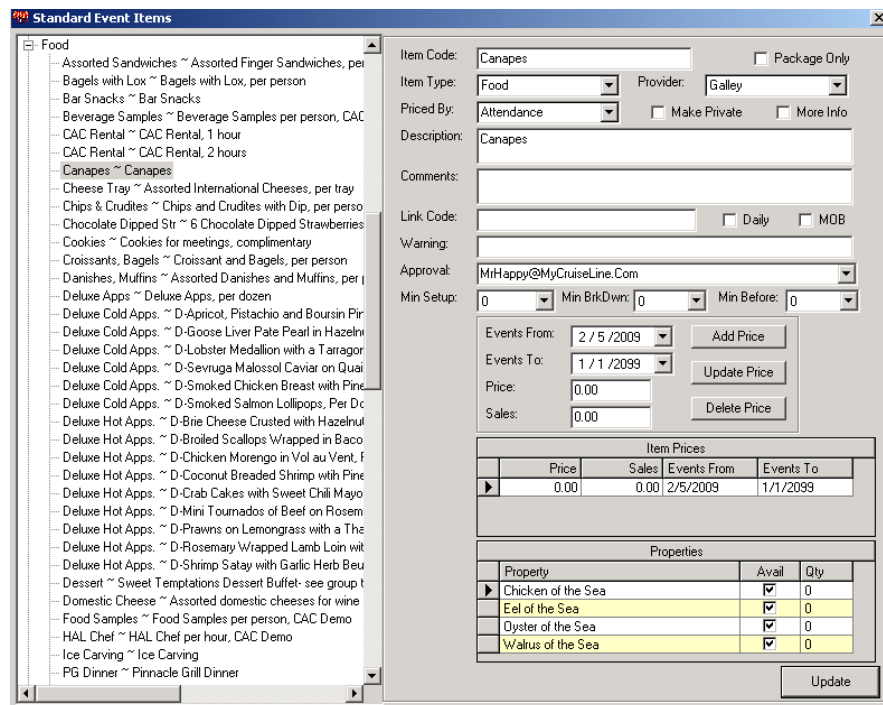 Standard Event Items
Food
Assorted Sandwiches ~ Assorted Finger Sandwiches, per
Bagels with Lox ~ Bagels with Lox, per person
Bar Snacks ~ Bar Snacks
Beverage Samples ~ Beverage Samples per person, CAC
CAC Rental ~ CAC Rental, 1 hour
CAC Rental ~ CAC Rental, 2 hours
Canapes ~ Canapes
Cheese Tray ~ Assorted International Cheeses, per tray
Chips & Crudites ~ Chips and Crudites with Dip, per perso
Chocolate Dipped Str ~ 6 Chocolate Dipped Strawberries
Cookies ~ Cookies for meetings, complimentary
Croissants, Bagels ~ Croissant and Bagels, per person
Danishes, Muffins ~ Assorted Danishes and Muffins, per
Deluxe Apps ~ Deluxe Apps, per dozen
Deluxe Cold Apps. ~ D-Apricot, Pistachio and Boursin Pin
Deluxe Cold Apps. ~ D-Goose Liver Pate Pearl in Hazeln
Deluxe Cold Apps. ~ D-Lobster Medallion with a Tarragor
Deluxe Cold Apps. ~ D-Sevruga Malossol Caviar on Quai
Deluxe Cold Apps. ~ D-Smoked Chicken Breast with Pine
Deluxe Cold Apps. ~ D-Smoked Salmon Lollipops, Per Do
Deluxe Hot Apps. ~ D-Brie Cheese Crusted with Hazelnut
Deluxe Hot Apps. ~ D-Broiled Scallops Wrapped in Baco
Deluxe Hot Apps. ~ D-Chicken Morengo in Vol au Vent, F
Deluxe Hot Apps. ~ D-Coconut Breaded Shrimp wtih Pine
Deluxe Hot Apps. ~ D-Crab Cakes with Sweet Chili Mayo
Deluxe Hot Apps. ~ D-Mini Tournados of Beef on Rosem
Deluxe Hot Apps. ~ D-Prawns on Lemongrass with a Tha
Deluxe Hot Apps. ~ D-Rosemary Wrapped Lamb Loin wit
Deluxe Hot Apps. ~ D-Shrimp Satay with Garlic Herb Beu
Dessert ~ Sweet Temptations Dessert Buffet- see group t
Domestic Cheese ~ Assorted domestic cheeses for wine
Food Samples ~ Food Samples per person, CAC Demo
HAL Chef ~ HAL Chef per hour, CAC Demo
Ice Carving ~ Ice Carving
PG Dinner ~ Pinnacle Grill Dinner
Item Code: Canapes Package Only
Item Type: Food Provider: Galley
Priced By: Attendance Make Private More Info
Description: Canapes
Comments:
Link Code: Daily MOB
Warning:
Approval: MrHappy@MyCruiseLine.Com
Min Setup: 0 Min BrkDwn: 0 Min Before: 0
Events From: 2 / 5 /2009 Add Price
Events To: 1 / 1 /2099 Update Price
Price: 0.00
Sales: 0.00 Delete Price
Item Prices
Price Sales Events From Events To
0.00 0.00 2/5/2009 1/1/2099
Properties
Property Avail Qty
Chicken of the Sea 0
Eel of the Sea 0
Oyster of the Sea 0
Walrus of the Sea 0
Update